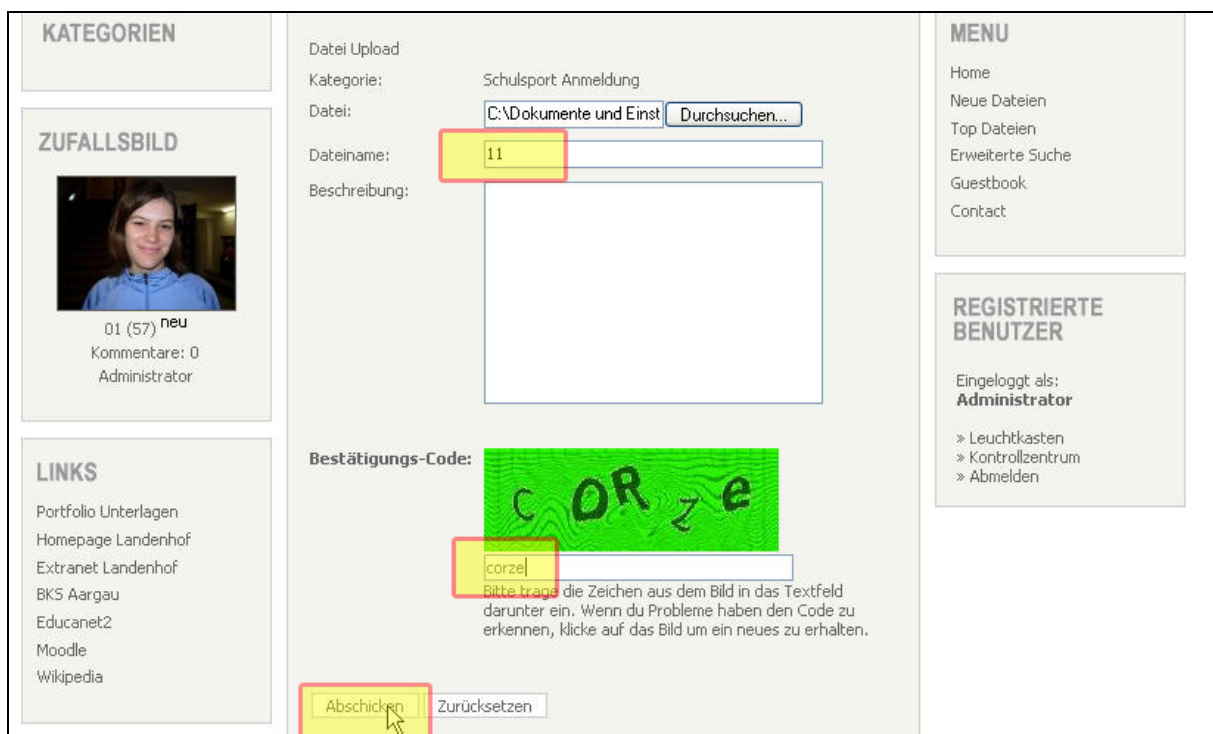 KATEGORIEN
ZUFALLSBILD
01 (57) neu
Kommentare: 0
Administrator
LINKS
Portfolio Unterlagen
Homepage Landenhof
Extranet Landenhof
BKS Aargau
Educanet2
Moodle
Wikipedia
Datei Upload
Kategorie: Schulsport Anmeldung
Datei: C:\Dokumente und Einst Durchsuchen...
Dateiname: 11
Beschreibung:
Bestätigungs-Code:
c ORze
corze
Bitte trage die Zeichen aus dem Bild in das Textfeld
darunter ein. Wenn du Probleme haben den Code zu
erkennen, klicke auf das Bild um ein neues zu erhalten.
Abschicken Zurücksetzen
MENU
Home
Neue Dateien
Top Dateien
Erweiterte Suche
Guestbook
Contact
REGISTRIERTE
BENUTZER
Eingeloggt als:
Administrator
» Leuchtkasten
» Kontrollzentrum
» Abmelden